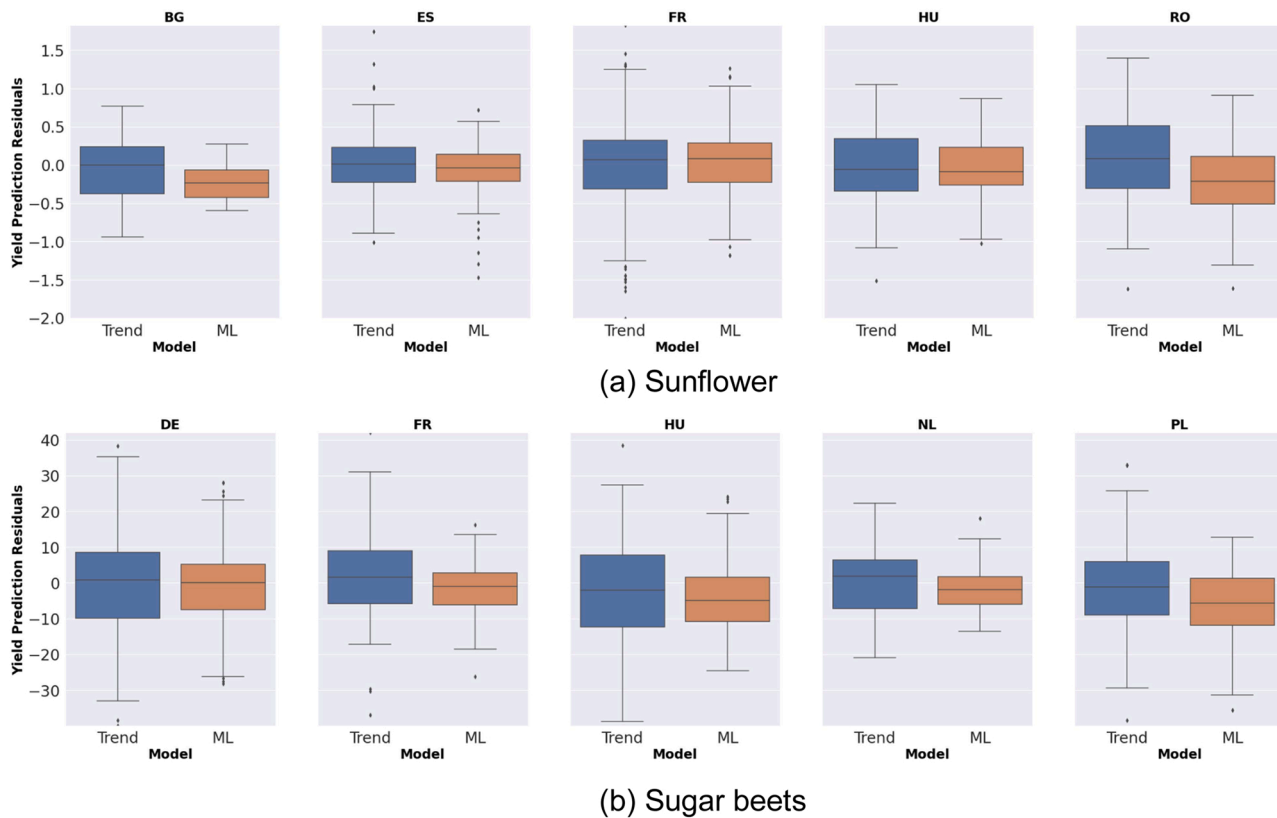 BG ES FR HU RO
Yield Prediction Residuals
1.5
1.0
0.5
0.0
−0.5
−1.0
−1.5
−2.0
Trend ML Trend ML Trend ML Trend ML Trend ML
Model Model Model Model Model
(a) Sunflower
DE FR HU NL PL
Yield Prediction Residuals
40
30
20
10
0
−10
−20
−30
Trend ML Trend ML Trend ML Trend ML Trend ML
Model Model Model Model Model
(b) Sugar beets